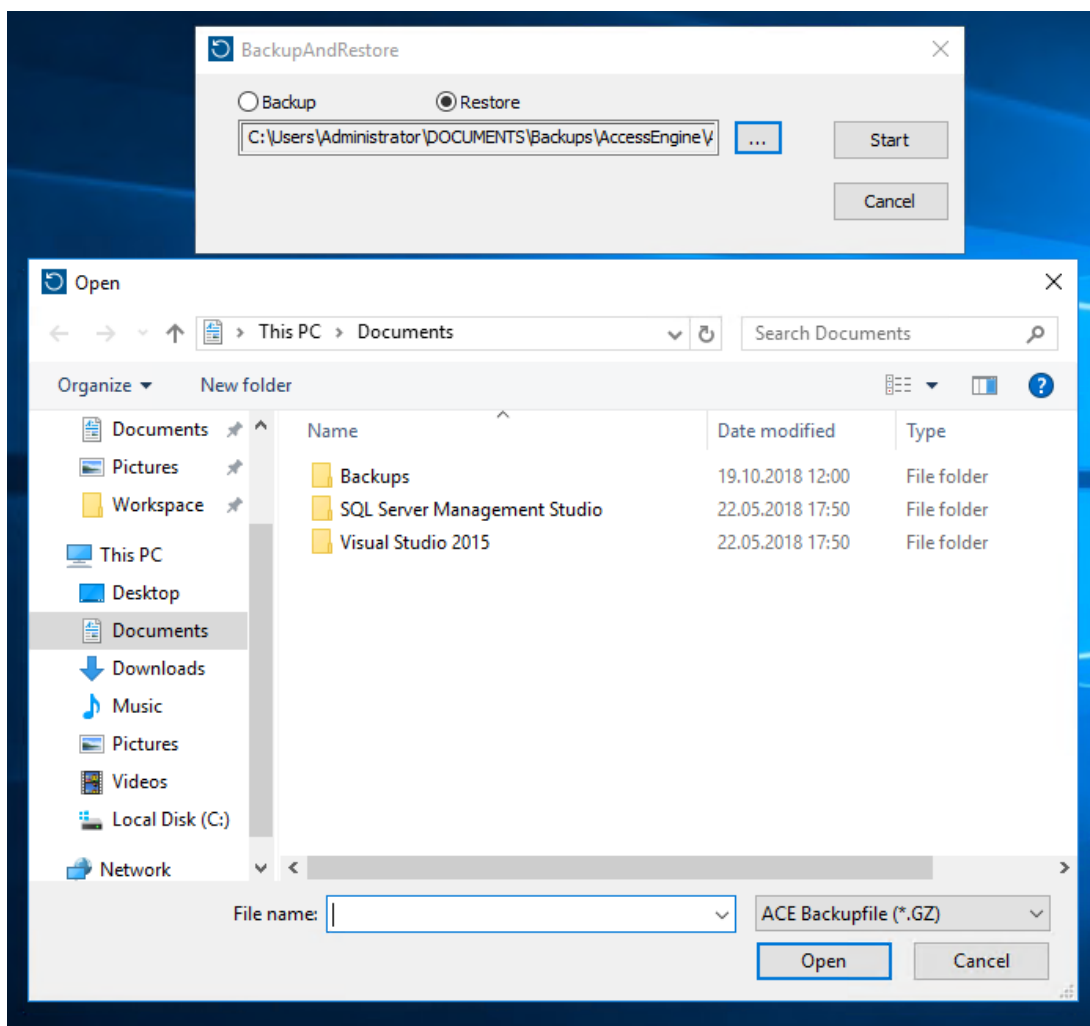 BackupAndRestore
Backup Restore
C:\Users\Administrator\DOCUMENTS\Backups\AccessEngine\ ... Start
Cancel
Open
This PC > Documents Search Documents
Organize New folder
Documents Name Date modified Type
Pictures Backups 19.10.2018 12:00 File folder
Workspace SQL Server Management Studio 22.05.2018 17:50 File folder
This PC Visual Studio 2015 22.05.2018 17:50 File folder
Desktop
Documents
Downloads
Music
Pictures
Videos
Local Disk (C:)
Network
File name: ACE Backupfile (*.GZ)
Open Cancel